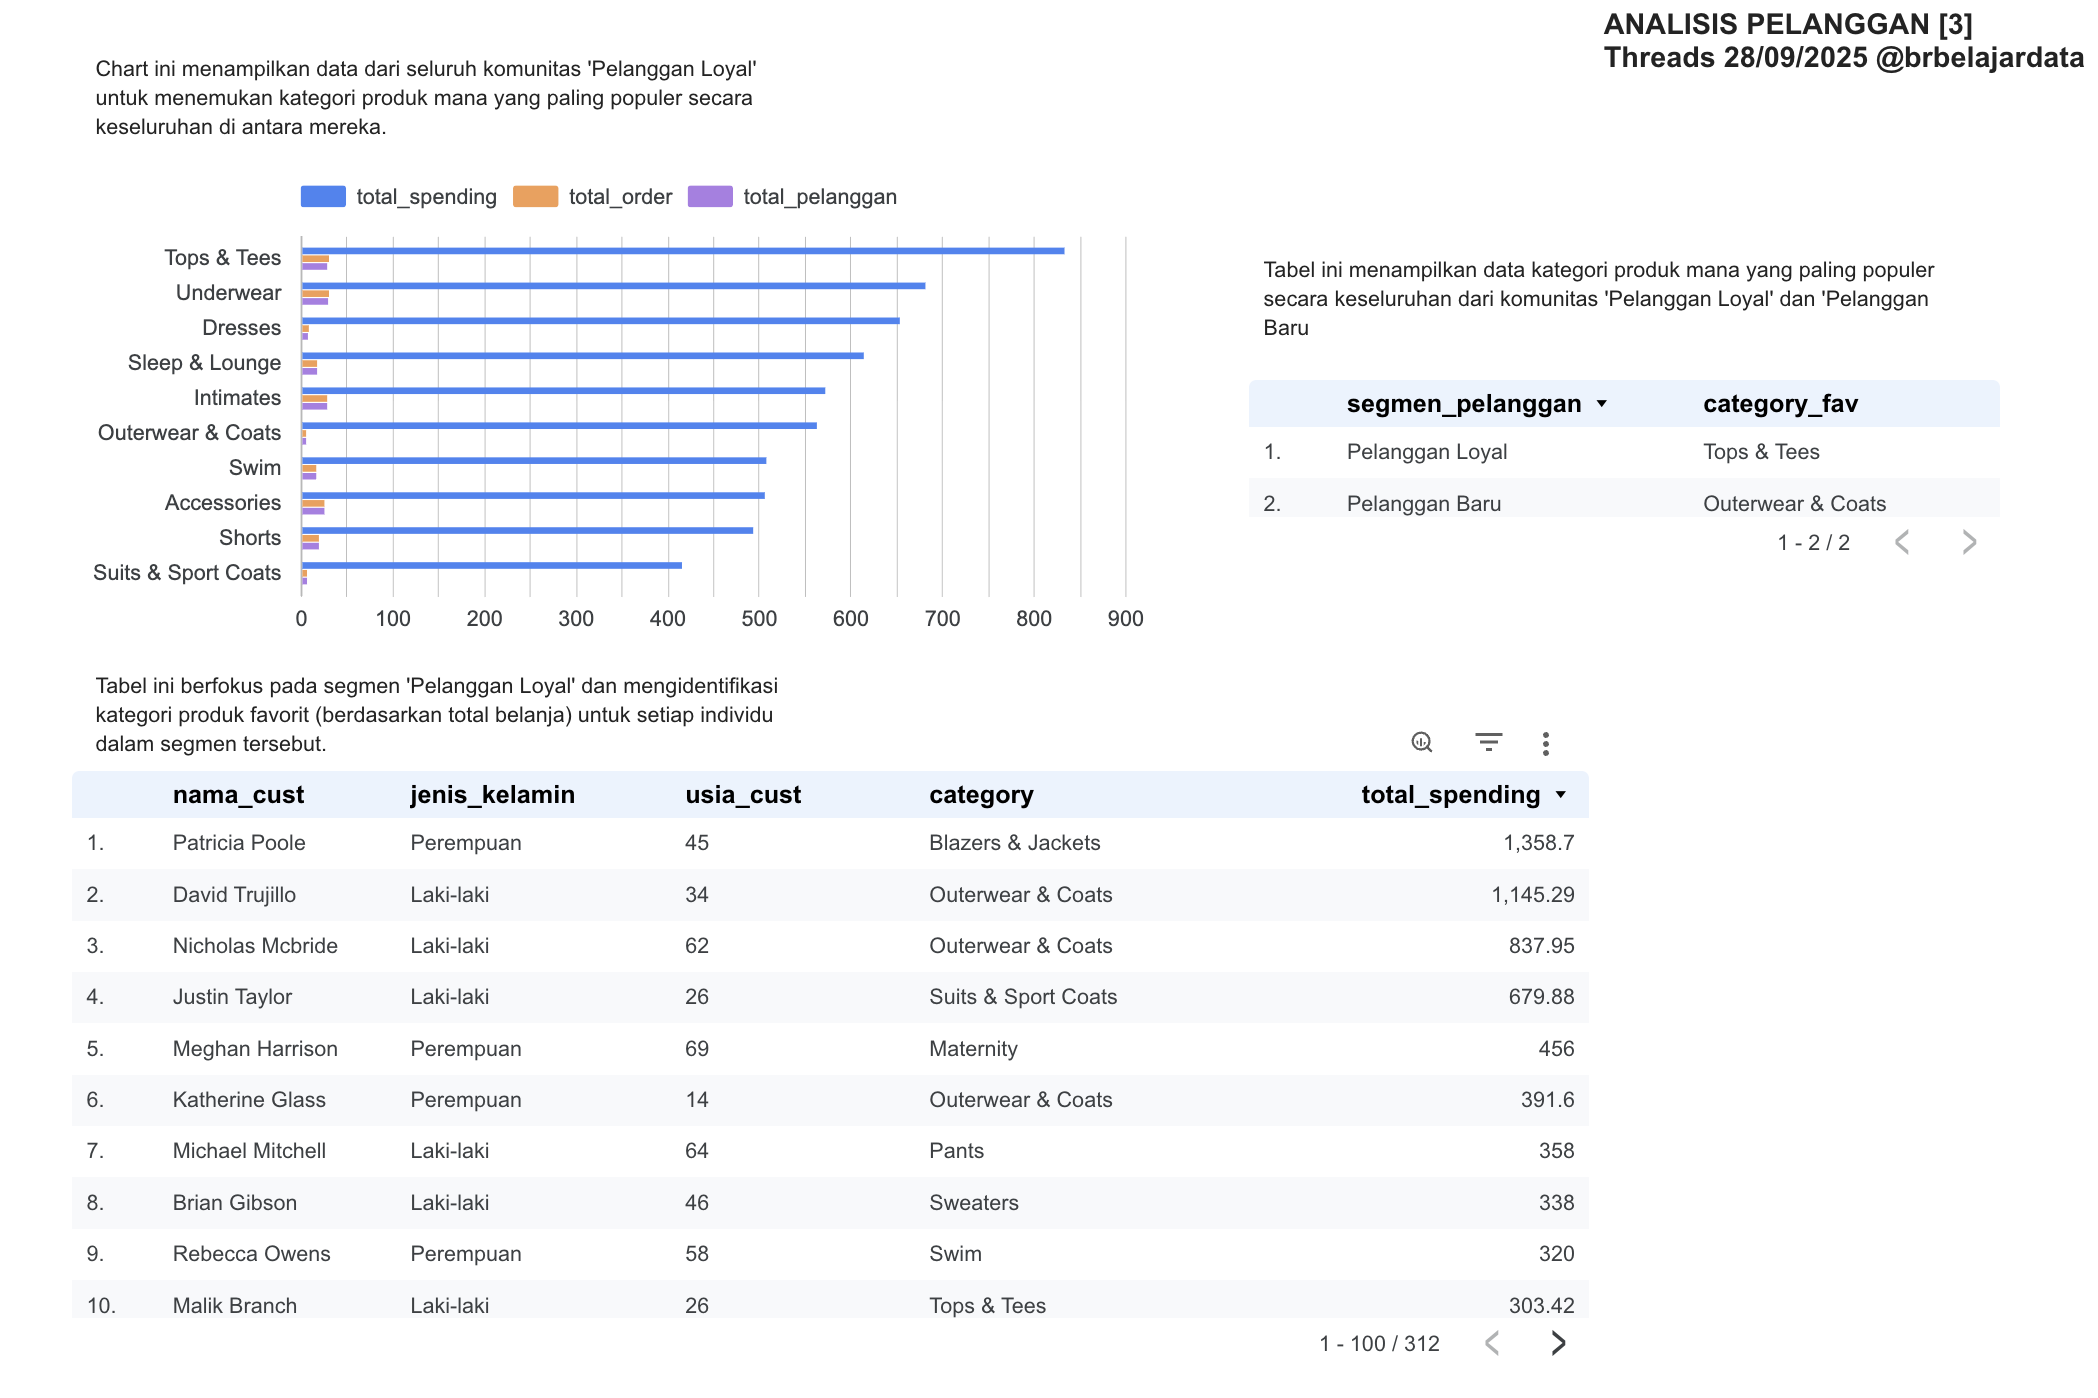 ANALISIS PELANGGAN [3]
Threads 28/09/2025 @brbelajardata
Chart ini menampilkan data dari seluruh komunitas 'Pelanggan Loyal'
untuk menemukan kategori produk mana yang paling populer secara
keseluruhan di antara mereka.
total_spending total_order total_pelanggan
Tops & Tees
Underwear
Dresses
Sleep & Lounge
Intimates
Outerwear & Coats
Swim
Accessories
Shorts
Suits & Sport Coats
0 100 200 300 400 500 600 700 800 900
Tabel ini menampilkan data kategori produk mana yang paling populer
secara keseluruhan dari komunitas 'Pelanggan Loyal' dan 'Pelanggan
Baru
segmen_pelanggan category_fav
1. Pelanggan Loyal Tops & Tees
2. Pelanggan Baru Outerwear & Coats
1 - 2 / 2
Tabel ini berfokus pada segmen 'Pelanggan Loyal' dan mengidentifikasi
kategori produk favorit (berdasarkan total belanja) untuk setiap individu
dalam segmen tersebut.
nama_cust jenis_kelamin usia_cust category total_spending
1. Patricia Poole Perempuan 45 Blazers & Jackets 1,358.7
2. David Trujillo Laki-laki 34 Outerwear & Coats 1,145.29
3. Nicholas Mcbride Laki-laki 62 Outerwear & Coats 837.95
4. Justin Taylor Laki-laki 26 Suits & Sport Coats 679.88
5. Meghan Harrison Perempuan 69 Maternity 456
6. Katherine Glass Perempuan 14 Outerwear & Coats 391.6
7. Michael Mitchell Laki-laki 64 Pants 358
8. Brian Gibson Laki-laki 46 Sweaters 338
9. Rebecca Owens Perempuan 58 Swim 320
10. Malik Branch Laki-laki 26 Tops & Tees 303.42
1 - 100 / 312